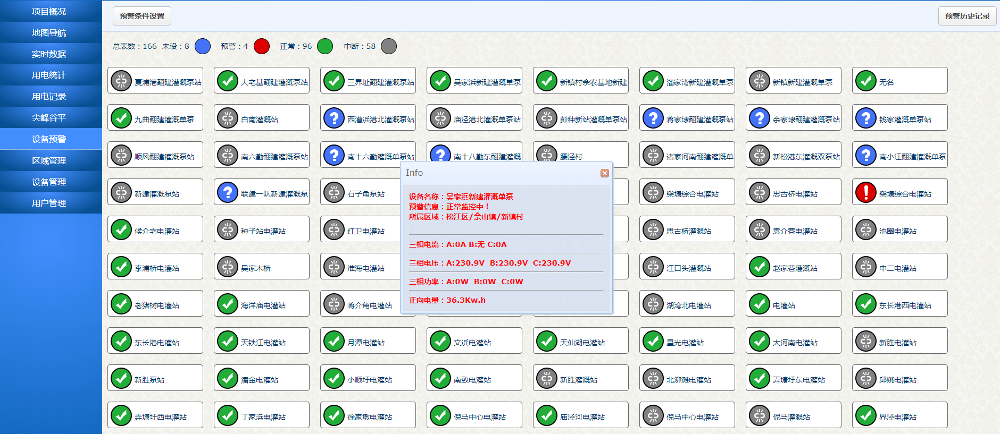 项目概况
地图导航
实时数据
用电统计
用电记录
尖峰谷平
设备预警
区域管理
设备管理
用户管理
预警条件设置
预警历史记录
总表数：166 未设：8 预警：4 正常：96 中断：58
夏浦港翻建灌溉泵站 大宅基翻建灌溉泵站 三界址翻建灌溉泵站 吴家浜新建灌溉单泵 新镇村余农基地新建 潘家湾新建灌溉单泵 新镇新建灌溉单泵 无名
九曲翻建灌溉单泵 白南灌溉站 西漕浜港北灌溉泵站 庙泾港北灌溉单泵站 彭种新站灌溉单泵站 蒋家埭翻建灌溉泵站 余家埭翻建灌溉泵站 钱家灌溉单泵站
顺风翻建灌溉泵站 南六勤翻建灌溉泵站 南十六勤灌溉单泵站 南十八勤东翻建灌溉 腰泾村 诸家河南翻建灌溉单 新松港东灌溉双泵站 南小江翻建灌溉单泵
新建灌溉泵站 联建一队新建灌溉泵 石子角泵站 柴塘综合电灌站 思古桥电灌站 柴塘综合电灌站
候介宅电灌站 种子站电灌站 红卫电灌站 思古桥灌溉站 袁介巷电灌站 池圈电灌站
李浦桥电灌站 吴家木桥 淮海电灌站 江口头灌溉站 赵家巷灌溉站 中二电灌站
老猪树电灌站 海洋庙电灌站 蒋介角电灌站 湖湾北电灌站 电灌站 东长港西电灌站
东长港电灌站 天铁江电灌站 月潭电灌站 文浜电灌站 天仙湖电灌站 星光电灌站 大河南电灌站 新胜电灌站
新胜泵站 潘金电灌站 小顺圩电灌站 南致电灌站 新胜灌溉站 北泖滩电灌站 弄塘圩东电灌站 邱姚电灌站
弄塘圩西电灌站 丁家浜电灌站 徐家墩电灌站 倪马中心电灌站 庙泾河电灌站 倪马中心电灌站 伲马灌溉站 界泾电灌站
Info
设备名称：吴家浜新建灌溉单泵
预警信息：正常监控中！
所属区域：松江区/佘山镇/新镇村
三相电流：A:0A B:无 C:0A
三相电压：A:230.9V B:230.9V C:230.9V
三相功率：A:0W B:0W C:0W
正向电量：36.3Kw.h